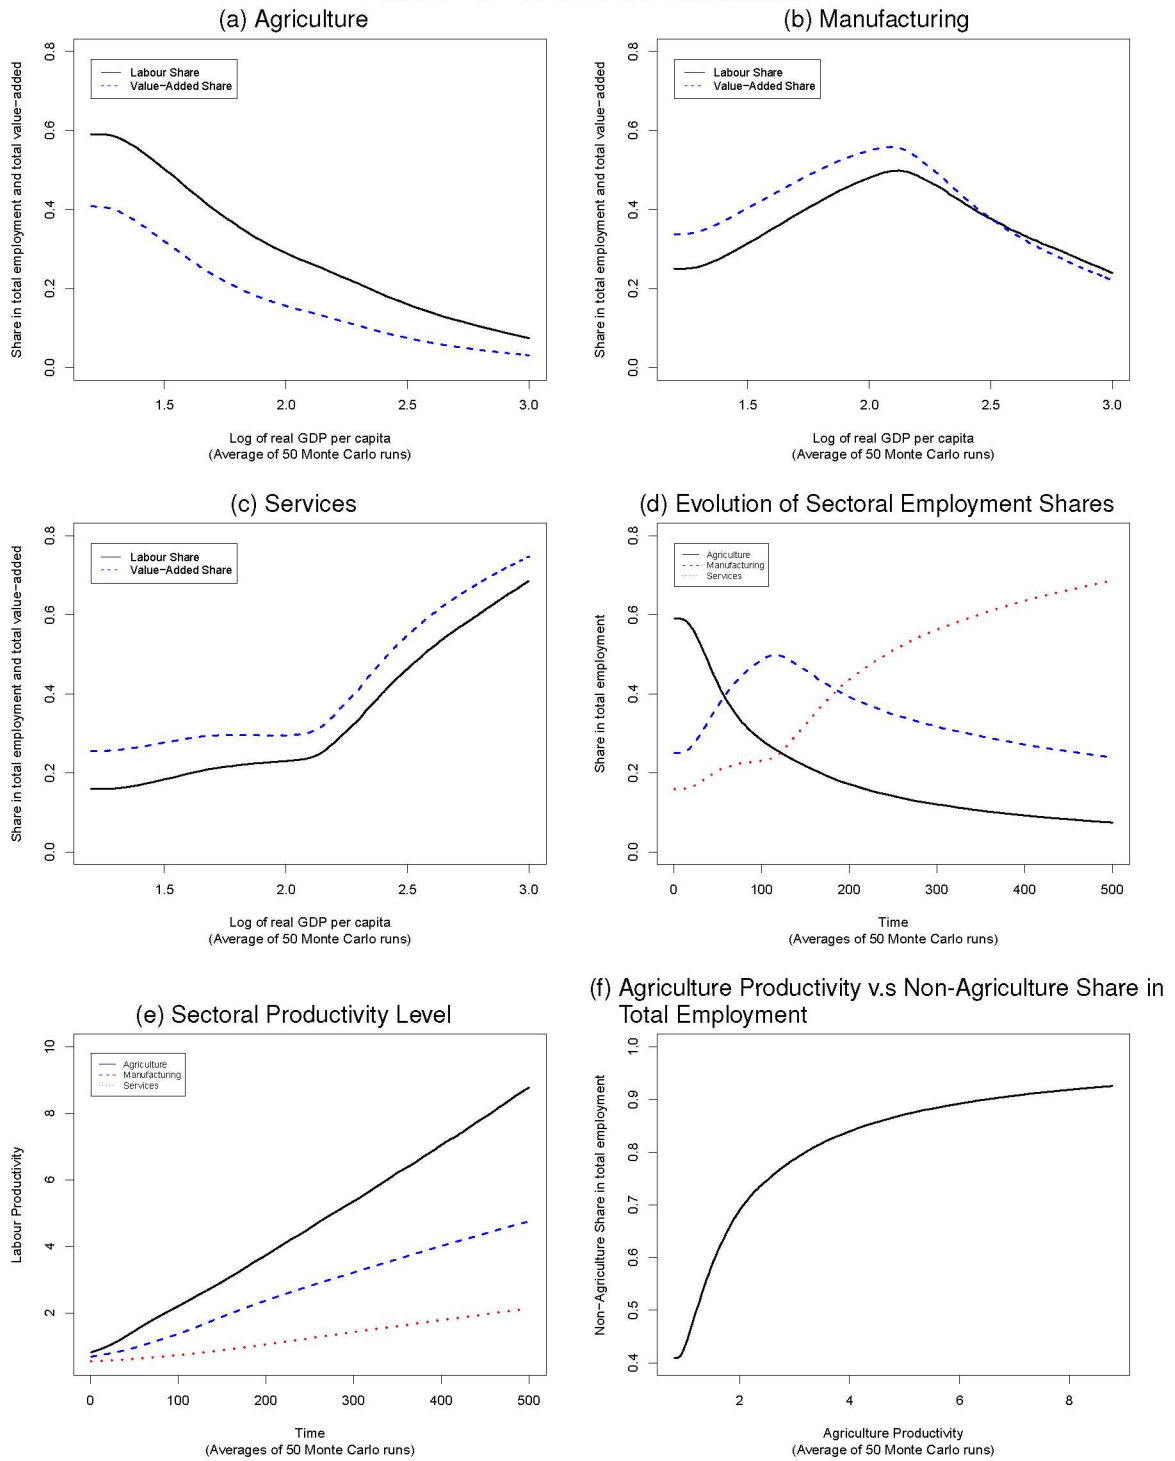 (a) Agriculture
Share in total employment and total value−added
0.8
0.6
0.4
0.2
0.0
Labour Share
Value−Added Share
1.5 2.0 2.5 3.0
Log of real GDP per capita
(Average of 50 Monte Carlo runs)
(b) Manufacturing
Share in total employment and total value−added
0.8
0.6
0.4
0.2
0.0
Labour Share
Value−Added Share
1.5 2.0 2.5 3.0
Log of real GDP per capita
(Average of 50 Monte Carlo runs)
(c) Services
Share in total employment and total value−added
0.8
0.6
0.4
0.2
0.0
Labour Share
Value−Added Share
1.5 2.0 2.5 3.0
Log of real GDP per capita
(Average of 50 Monte Carlo runs)
(d) Evolution of Sectoral Employment Shares
Share in total employment
0.8
0.6
0.4
0.2
0.0
Agriculture
Manufacturing
Services
0 100 200 300 400 500
Time
(Averages of 50 Monte Carlo runs)
(e) Sectoral Productivity Level
Labour Productivity
10
8
6
4
2
Agriculture
Manufacturing
Services
0 100 200 300 400 500
Time
(Averages of 50 Monte Carlo runs)
(f) Agriculture Productivity v.s Non-Agriculture Share in
Total Employment
Non−Agriculture Share in total employment
1.0
0.9
0.8
0.7
0.6
0.5
0.4
2 4 6 8
Agriculture Productivity
(Average of 50 Monte Carlo runs)